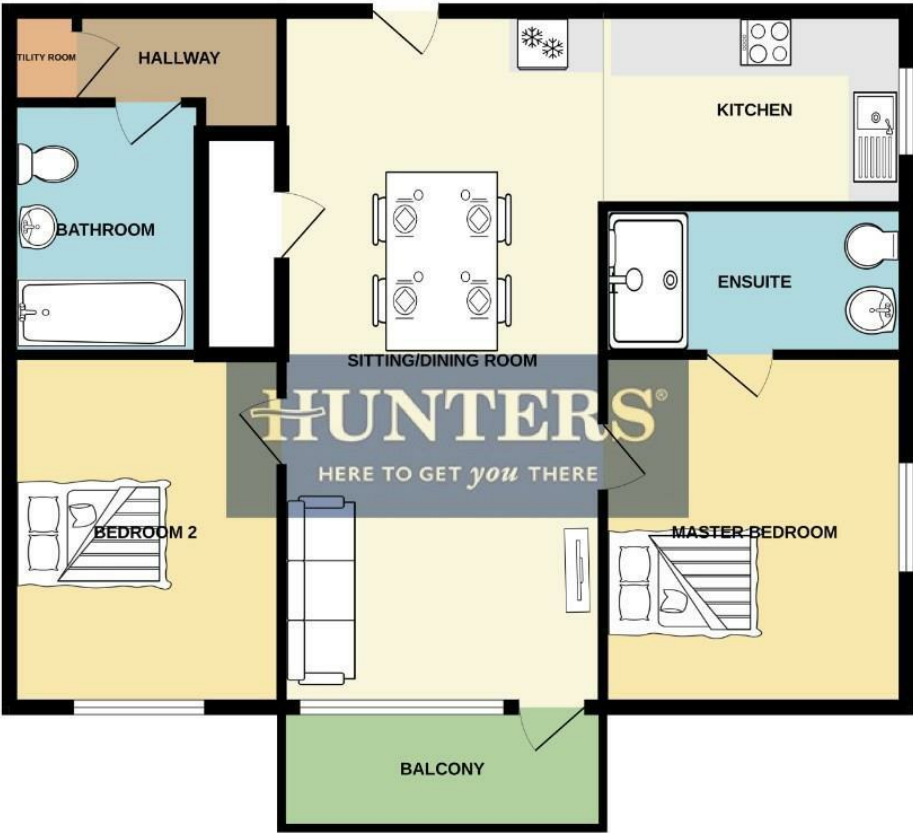 TILITY ROOM
HALLWAY
KITCHEN
BATHROOM
ENSUITE
SITTING/DINING ROOM
HUNTERS®
HERE TO GET you THERE
BEDROOM 2
MASTER BEDROOM
BALCONY